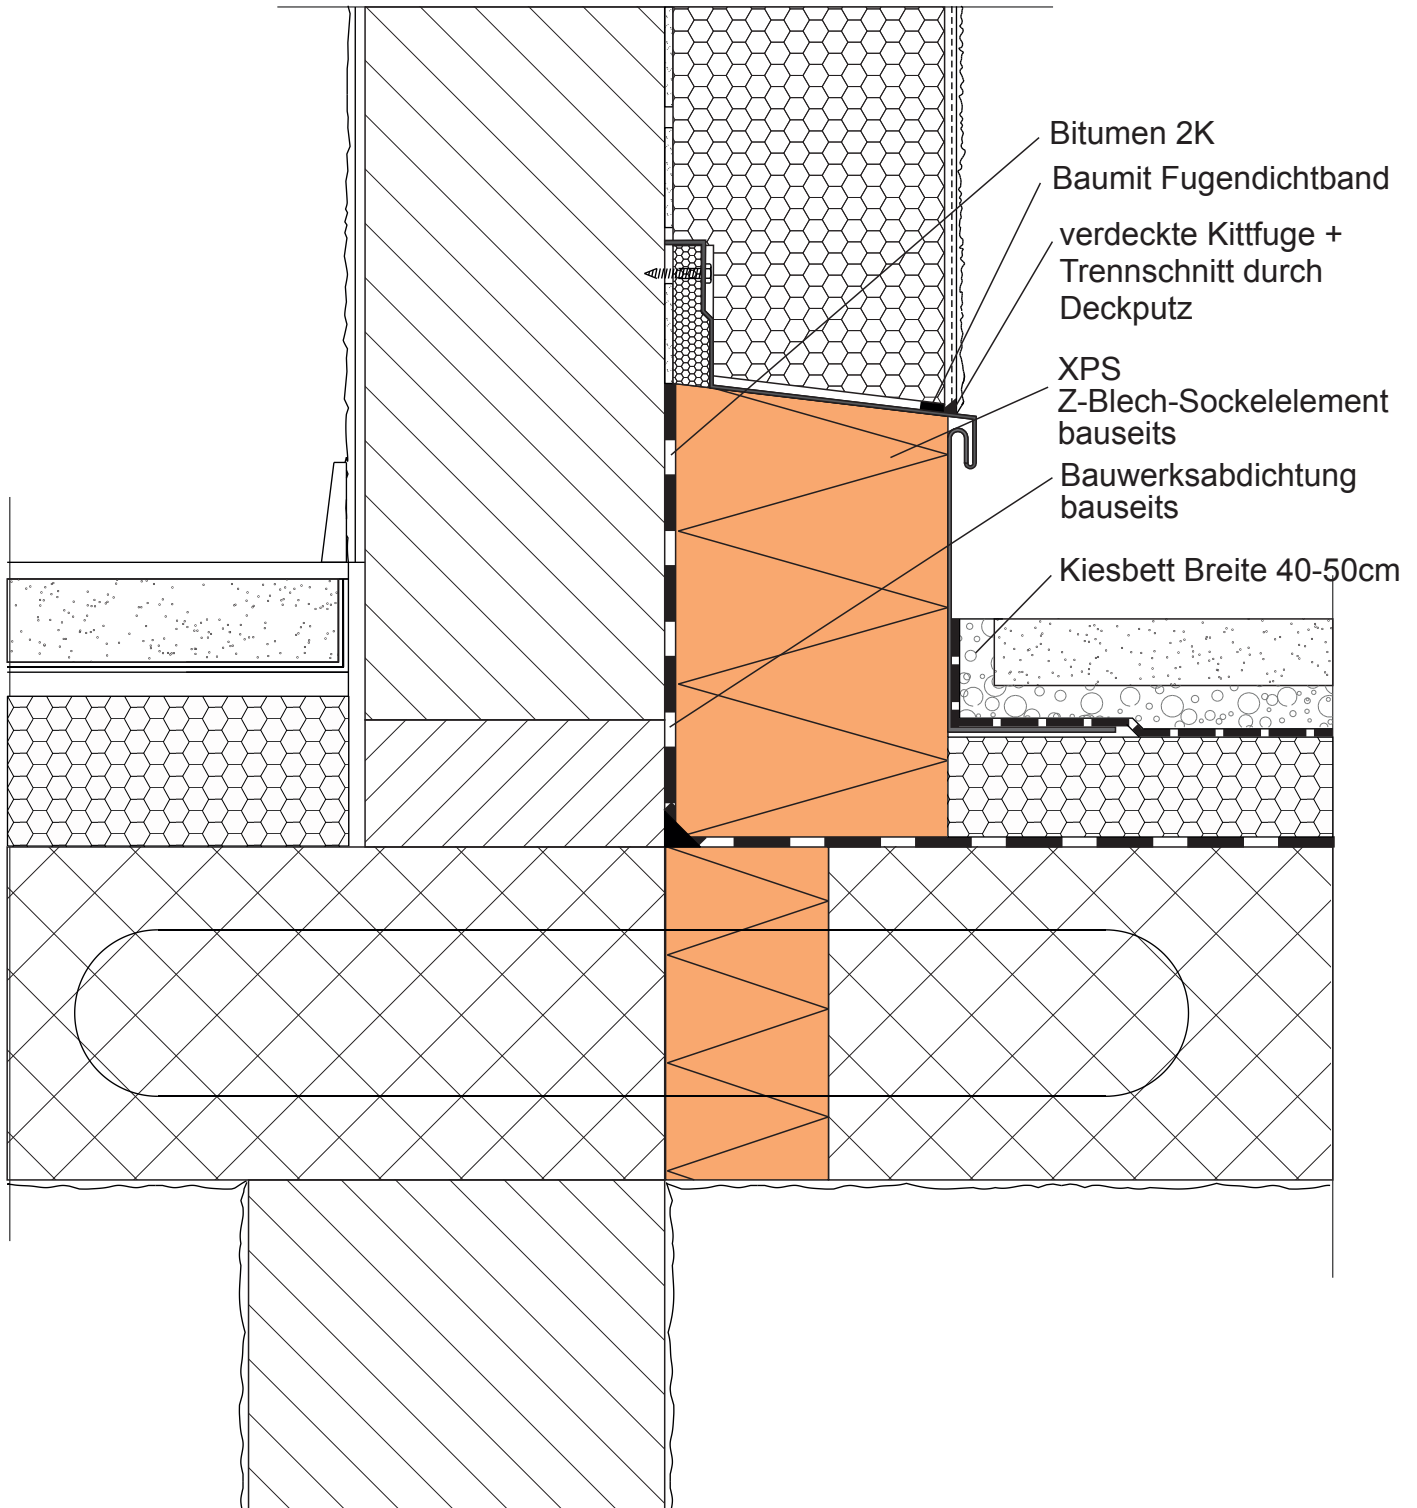 Bitumen 2K
Baumit Fugendichtband
verdeckte Kittfuge +
Trennschnitt durch
Deckputz
XPS
Z-Blech-Sockelelement
bauseits
Bauwerksabdichtung
bauseits
Kiesbett Breite 40-50cm